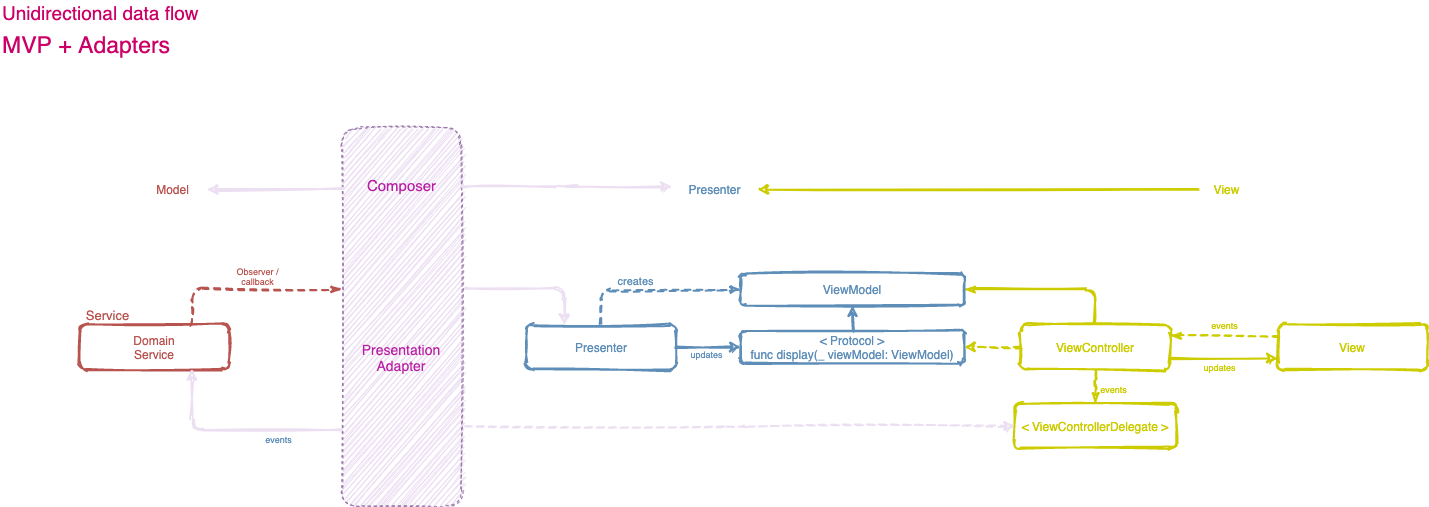 Unidirectional data flow
MVP + Adapters
Model
Composer
Presenter
View
Observer /
callback
creates
ViewModel
Service
Domain
Service
Presentation
Adapter
Presenter
updates
< Protocol >
func display(_ viewModel: ViewModel)
ViewController
events
updates
View
events
< ViewControllerDelegate >
events